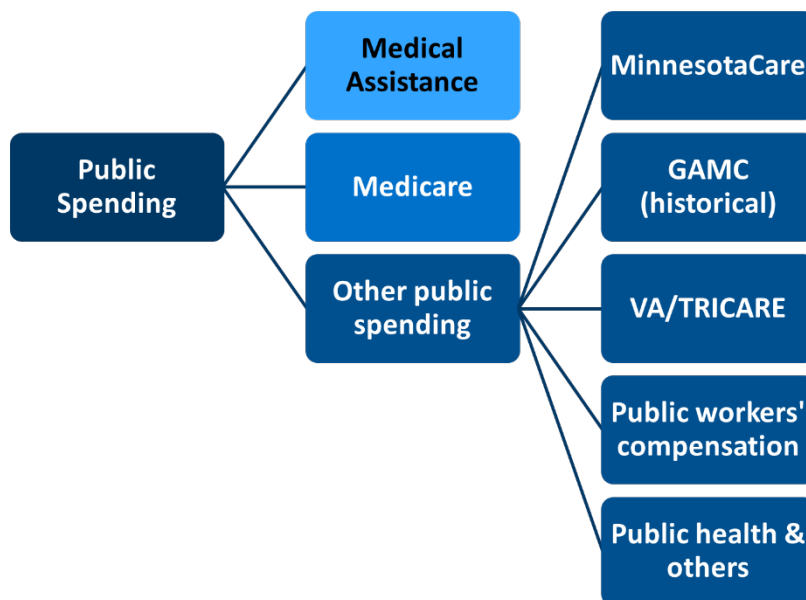 Public
Spending
Medical
Assistance
Medicare
Other public
spending
MinnesotaCare
GAMC
(historical)
VA/TRICARE
Public workers'
compensation
Public health &
others